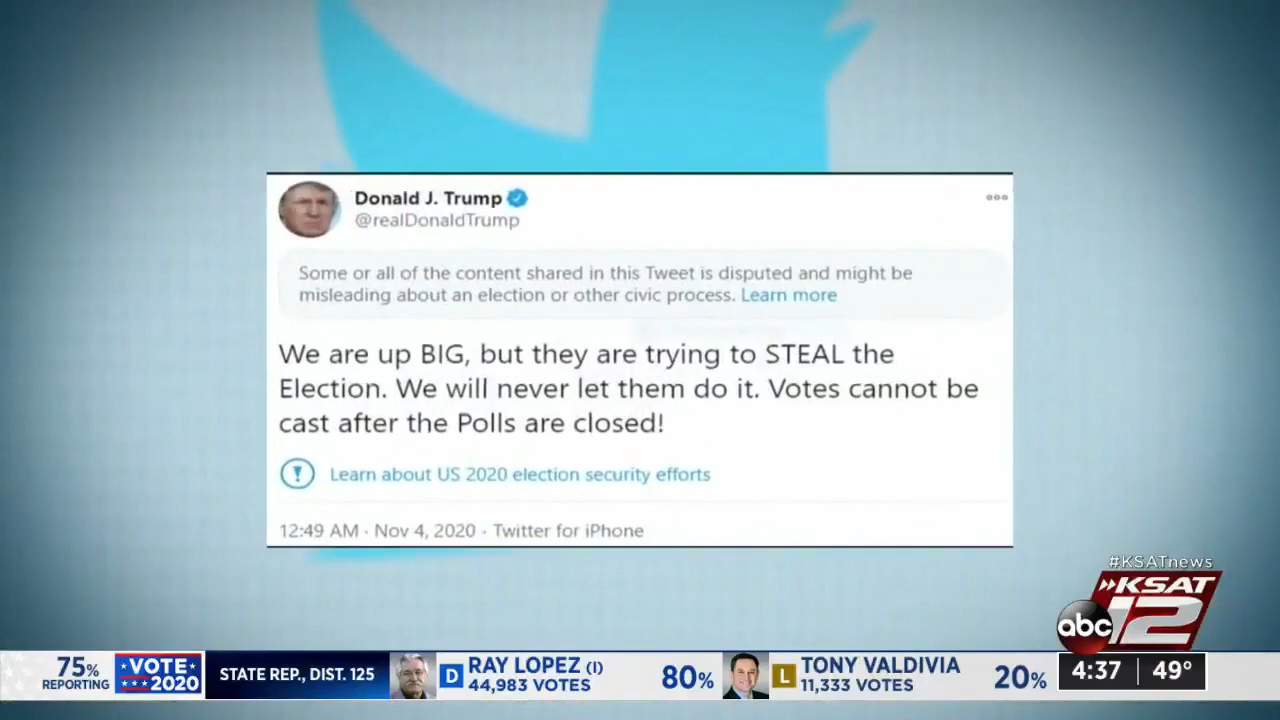 Donald J. Trump
@realDonaldTrump
Some or all of the content shared in this Tweet is disputed and might be
misleading about an election or other civic process. Learn more
We are up BIG, but they are trying to STEAL the
Election. We will never let them do it. Votes cannot be
cast after the Polls are closed!
Learn about US 2020 election security efforts
12:49 AM · Nov 4, 2020 · Twitter for iPhone
#KSATnews
KSAT
abc 12
75% REPORTING
VOTE 2020
STATE REP., DIST. 125
D RAY LOPEZ (I)
44,983 VOTES
80%
L TONY VALDIVIA
11,333 VOTES
20%
4:37 49°